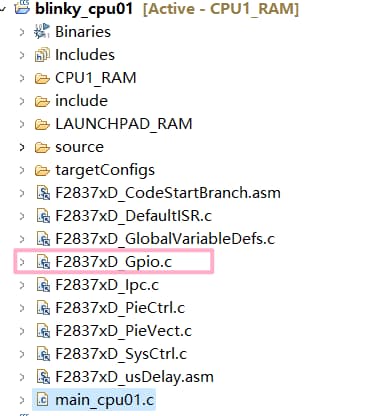 blinky_cpu01 [Active - CPU1_RAM]
Binaries
Includes
CPU1_RAM
include
LAUNCHPAD_RAM
source
targetConfigs
F2837xD_CodeStartBranch.asm
F2837xD_DefaultISR.c
F2837xD_GlobalVariableDefs.c
F2837xD_Gpio.c
F2837xD_Ipc.c
F2837xD_PieCtrl.c
F2837xD_PieVect.c
F2837xD_SysCtrl.c
F2837xD_usDelay.asm
main_cpu01.c